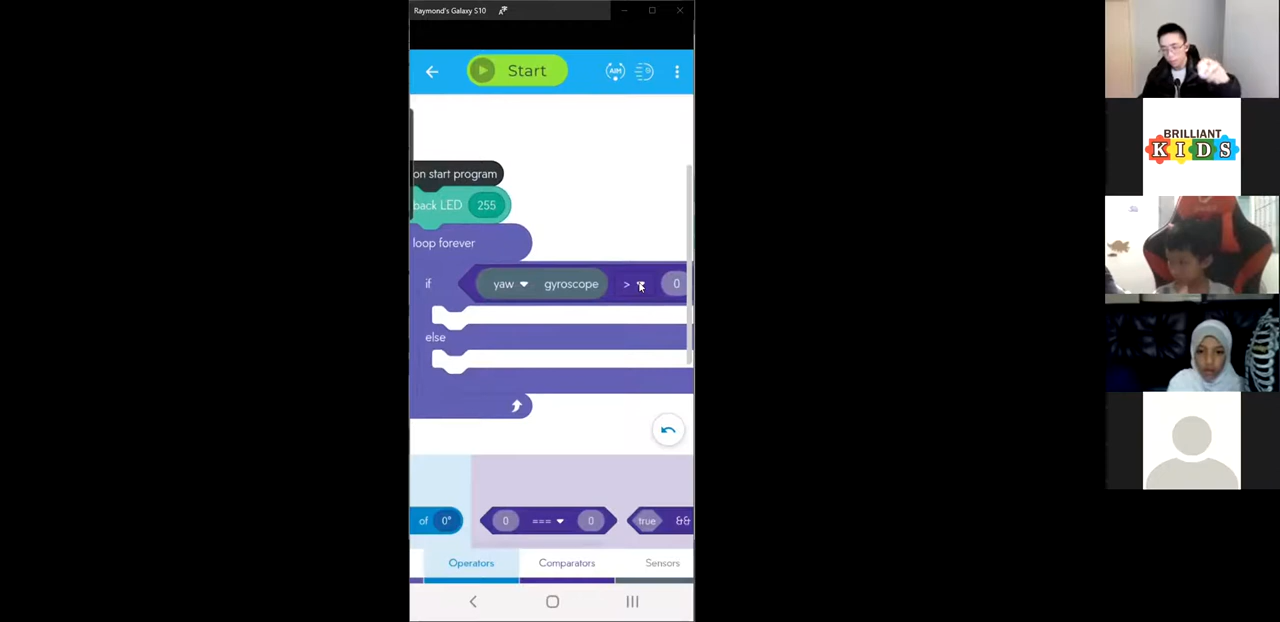 Raymond's Galaxy S10
Start
AIM
on start program
back LED 255
loop forever
if yaw gyroscope > 0
else
of 0° 0 === 0 true &&
Operators Comparators Sensors
BRILLIANT
KIDS